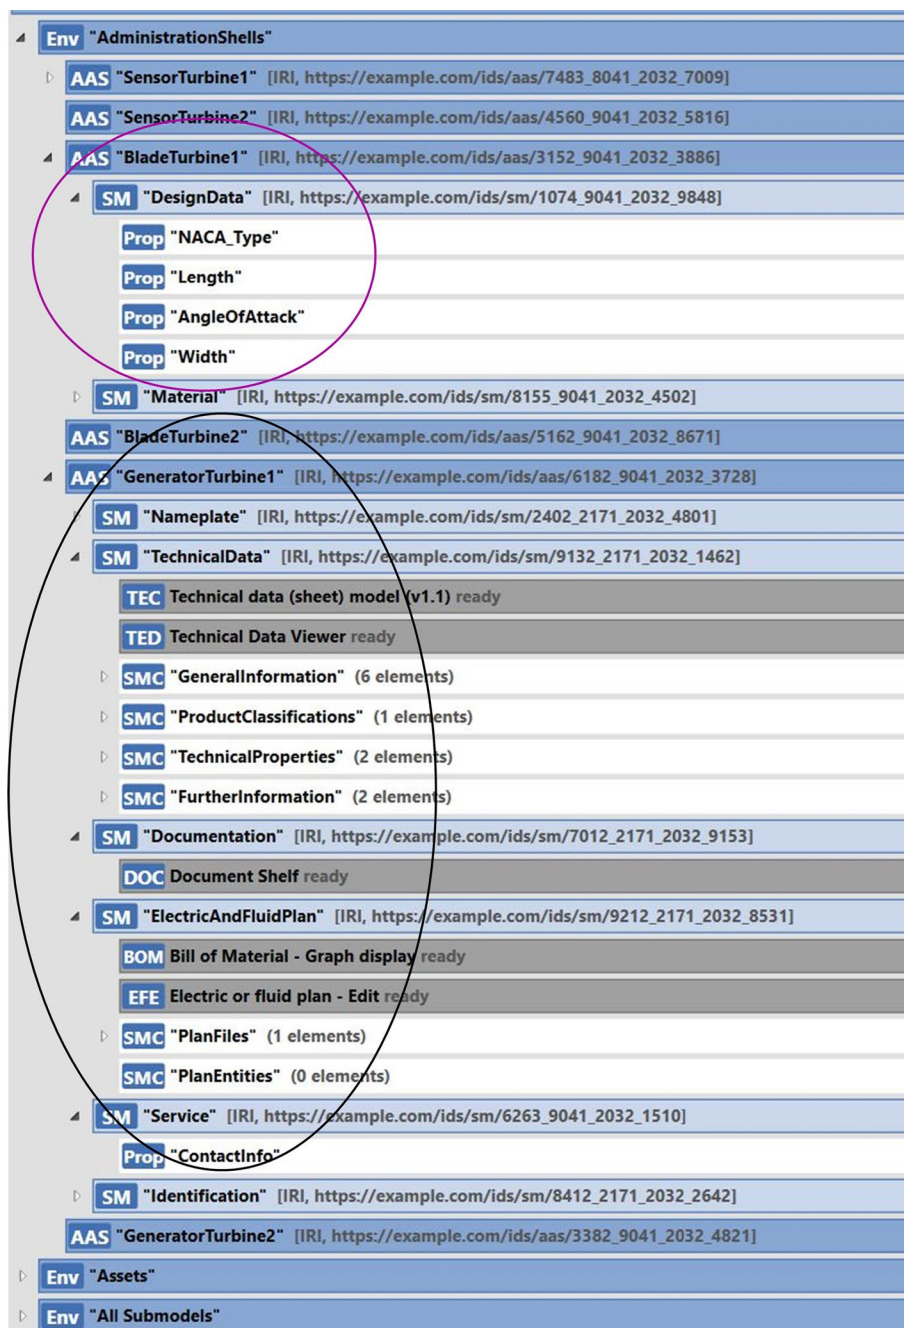 Env "AdministrationShells"
AAS "SensorTurbine1" [IRI, https://example.com/ids/aas/7483_8041_2032_7009]
AAS "SensorTurbine2" [IRI, https://example.com/ids/aas/4560_9041_2032_5816]
AAS "BladeTurbine1" [IRI, https://example.com/ids/aas/3152_9041_2032_3886]
SM "DesignData" [IRI, https://example.com/ids/sm/1074_9041_2032_9848]
Prop "NACA_Type"
Prop "Length"
Prop "AngleOfAttack"
Prop "Width"
SM "Material" [IRI, https://example.com/ids/sm/8155_9041_2032_4502]
AAS "BladeTurbine2" [IRI, https://example.com/ids/aas/5162_9041_2032_8671]
AAS "GeneratorTurbine1" [IRI, https://example.com/ids/aas/6182_9041_2032_3728]
SM "Nameplate" [IRI, https://example.com/ids/sm/2402_2171_2032_4801]
SM "TechnicalData" [IRI, https://example.com/ids/sm/9132_2171_2032_1462]
TEC Technical data (sheet) model (v1.1) ready
TED Technical Data Viewer ready
SMC "GeneralInformation" (6 elements)
SMC "ProductClassifications" (1 elements)
SMC "TechnicalProperties" (2 elements)
SMC "FurtherInformation" (2 elements)
SM "Documentation" [IRI, https://example.com/ids/sm/7012_2171_2032_9153]
DOC Document Shelf ready
SM "ElectricAndFluidPlan" [IRI, https://example.com/ids/sm/9212_2171_2032_8531]
BOM Bill of Material - Graph display ready
EFE Electric or fluid plan - Edit ready
SMC "PlanFiles" (1 elements)
SMC "PlanEntities" (0 elements)
SM "Service" [IRI, https://example.com/ids/sm/6263_9041_2032_1510]
Prop "ContactInfo"
SM "Identification" [IRI, https://example.com/ids/sm/8412_2171_2032_2642]
AAS "GeneratorTurbine2" [IRI, https://example.com/ids/aas/3382_9041_2032_4821]
Env "Assets"
Env "All Submodels"